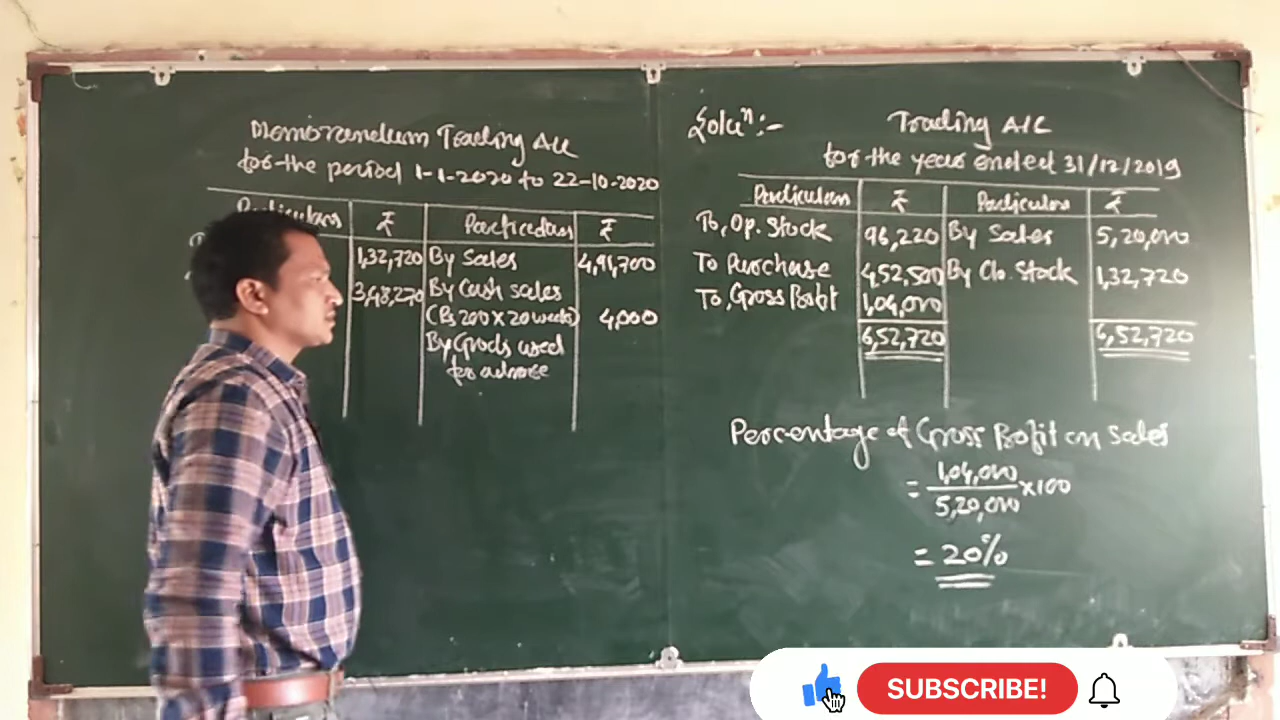 Memorandum Trading A/c
for the period 1-1-2020 to 22-10-2020
₹ Particulars ₹
1,32,720 By Sales 4,91,700
3,48,270 By Cash sales
(Rs 200 x 20 weeks) 4,000
By Goods used
for advrse
Soluⁿ:-
Trading A/C
for the year ended 31/12/2019
Particulars ₹ Particulars ₹
To, Op. Stock 96,220 By Sales 5,20,000
To Purchase 4,52,500 By Clo. Stock 1,32,720
To, Gross Profit 1,04,000
6,52,720 6,52,720
Percentage of Gross Profit on Sales
= 1,04,000 / 5,20,000 x 100
= 20%
SUBSCRIBE!